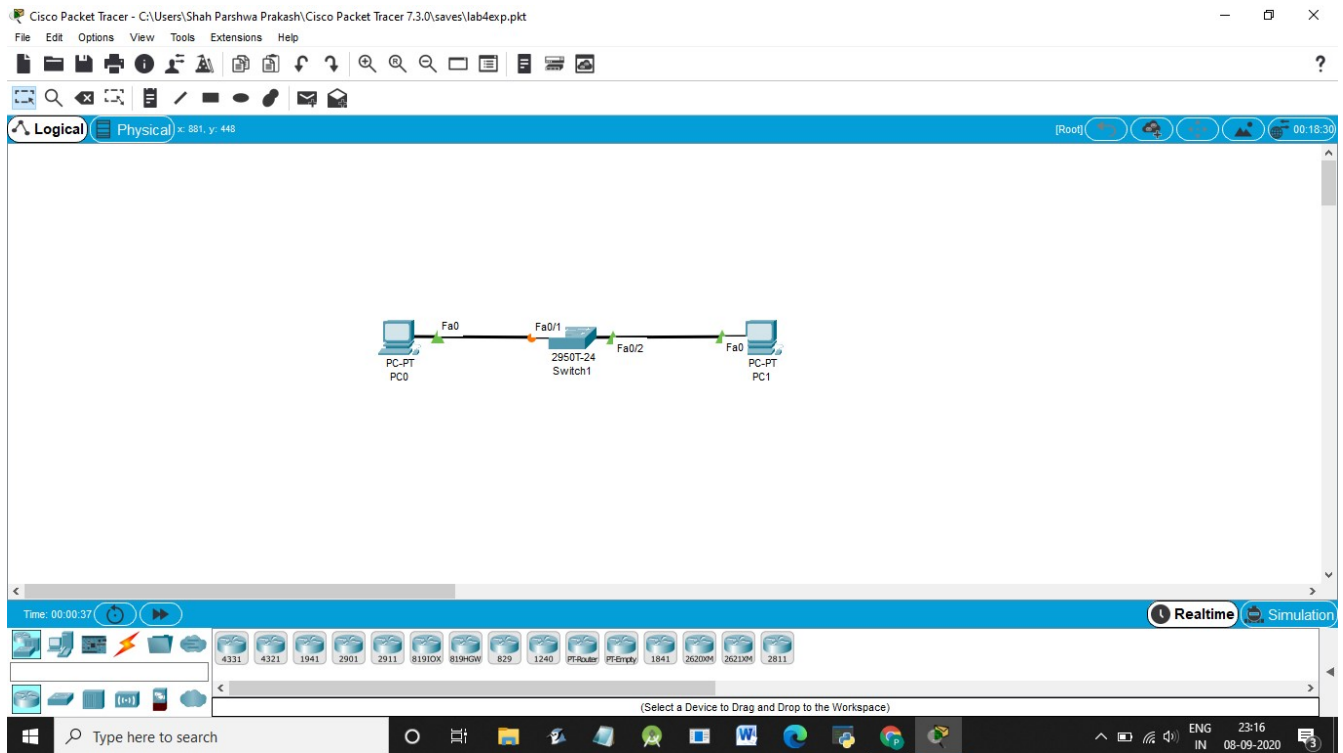 Cisco Packet Tracer - C:\Users\Shah Parshwa Prakash\Cisco Packet Tracer 7.3.0\saves\lab4exp.pkt
File Edit Options View Tools Extensions Help
?
Logical Physical x: 881, y: 448 [Root] 00:18:30
Fa0 Fa0/1 Fa0/2 Fa0
PC-PT 2950T-24 PC-PT
PC0 Switch1 PC1
Time: 00:00:37 Realtime Simulation
4331 4321 1941 2901 2911 819IOX 819HGW 829 1240 PT-Router PT-Empty 1841 2620XM 2621XM 2811
(Select a Device to Drag and Drop to the Workspace)
Type here to search ENG 23:16
IN 08-09-2020 3